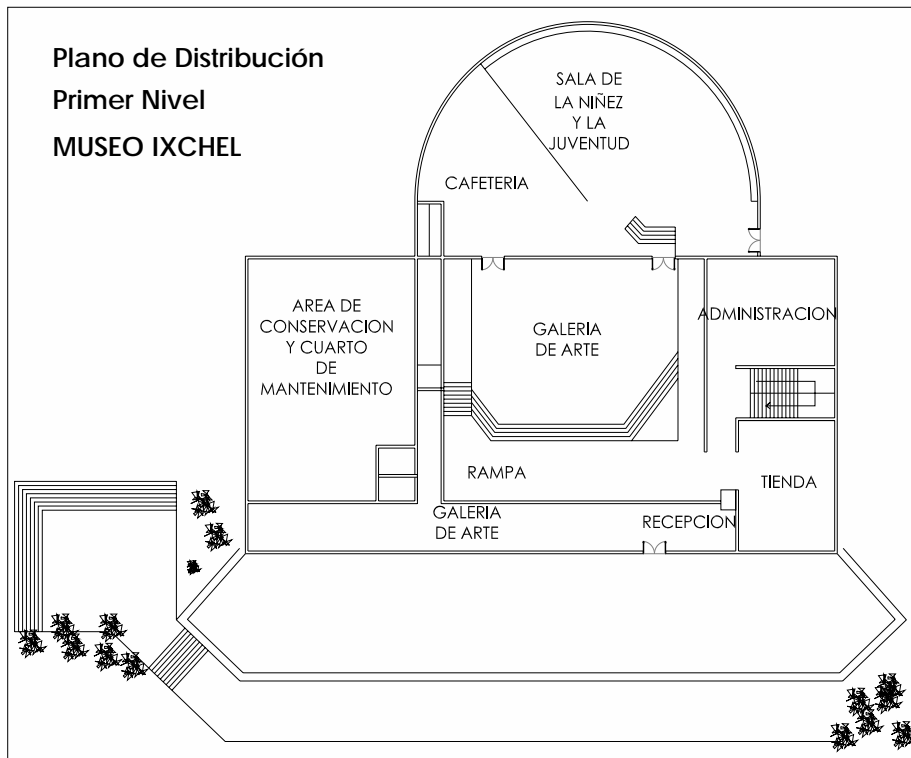 Plano de Distribución
Primer Nivel
MUSEO IXCHEL
SALA DE
LA NIÑEZ
Y LA
JUVENTUD
CAFETERIA
AREA DE
CONSERVACION
Y CUARTO
DE
MANTENIMIENTO
GALERIA
DE ARTE
ADMINISTRACION
RAMPA
TIENDA
GALERIA
DE ARTE
RECEPCION